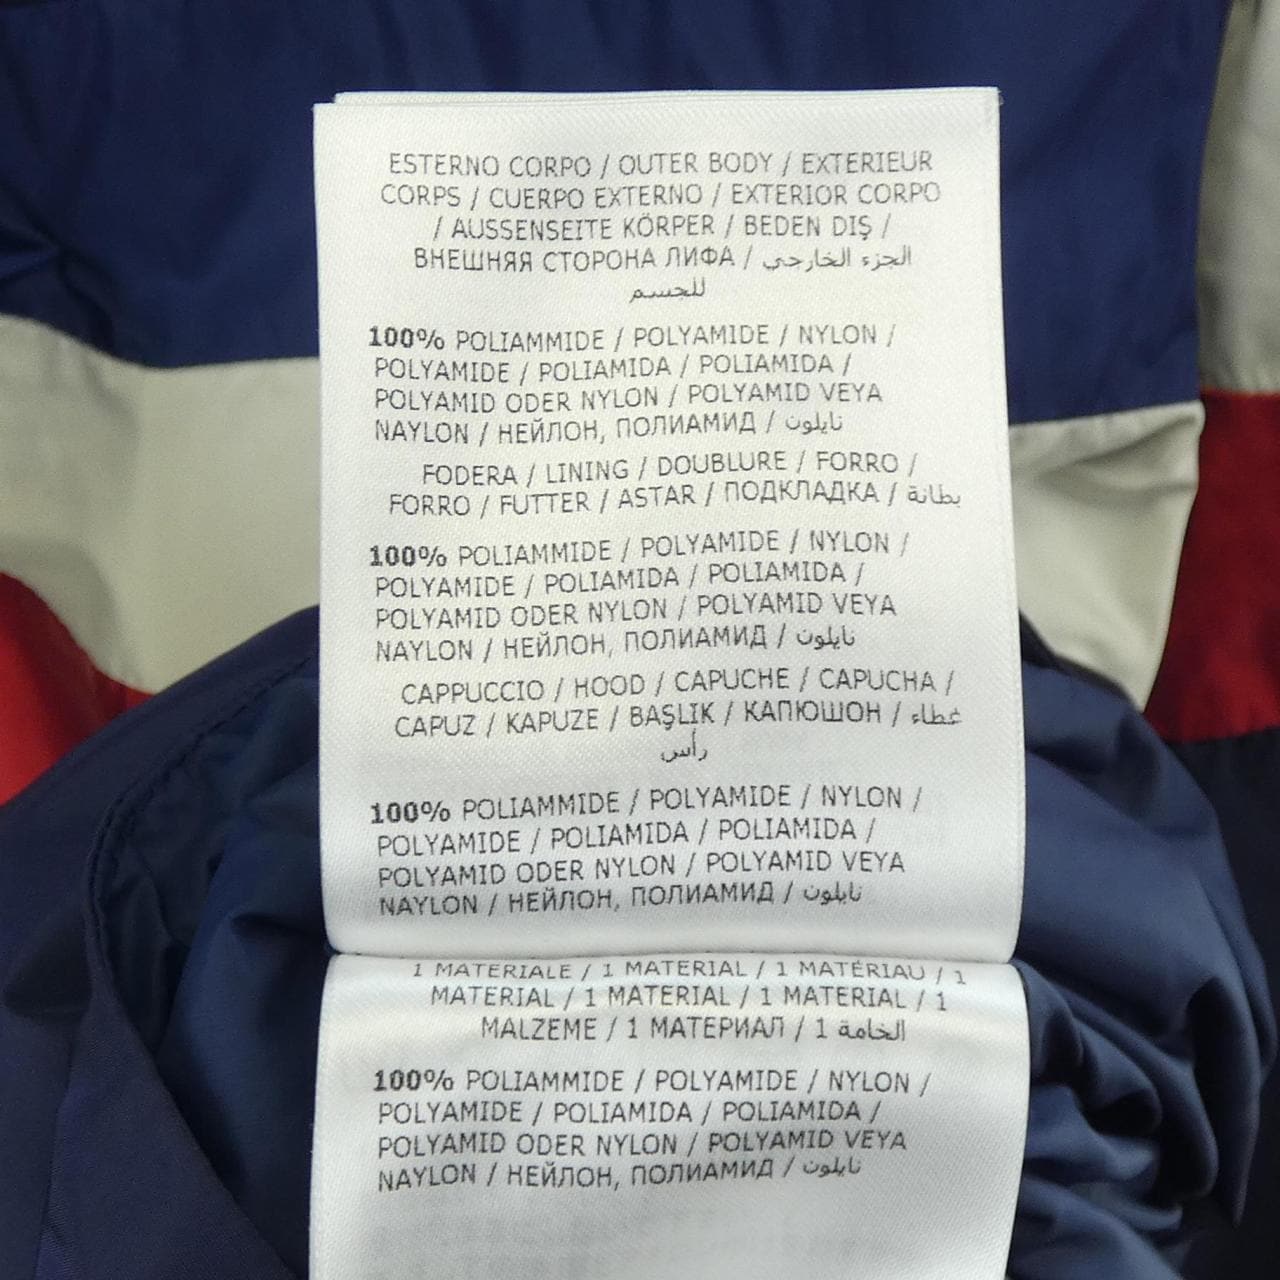 ESTERNO CORPO / OUTER BODY / EXTERIEUR
CORPS / CUERPO EXTERNO / EXTERIOR CORPO
/ AUSSENSEITE KÖRPER / BEDEN DIŞ /
ВНЕШНЯЯ СТОРОНА ЛИФА / الجزء الخارجي
للجسم
100% POLIAMMIDE / POLYAMIDE / NYLON /
POLYAMIDE / POLIAMIDA / POLIAMIDA /
POLYAMID ODER NYLON / POLYAMID VEYA
NAYLON / НЕЙЛОН, ПОЛИАМИД / نايلون
FODERA / LINING / DOUBLURE / FORRO /
FORRO / FUTTER / ASTAR / ПОДКЛАДКА / بطانة
100% POLIAMMIDE / POLYAMIDE / NYLON /
POLYAMIDE / POLIAMIDA / POLIAMIDA /
POLYAMID ODER NYLON / POLYAMID VEYA
NAYLON / НЕЙЛОН, ПОЛИАМИД / نايلون
CAPPUCCIO / HOOD / CAPUCHE / CAPUCHA /
CAPUZ / KAPUZE / BAŞLIK / КАПЮШОН / غطاء
رأس
100% POLIAMMIDE / POLYAMIDE / NYLON /
POLYAMIDE / POLIAMIDA / POLIAMIDA /
POLYAMID ODER NYLON / POLYAMID VEYA
NAYLON / НЕЙЛОН, ПОЛИАМИД / نايلون
1 MATERIALE / 1 MATERIAL / 1 MATÉRIAU / 1
MATERIAL / 1 MATERIAL / 1 MATERIAL / 1
MALZEME / 1 МАТЕРИАЛ / 1 الخامة
100% POLIAMMIDE / POLYAMIDE / NYLON /
POLYAMIDE / POLIAMIDA / POLIAMIDA /
POLYAMID ODER NYLON / POLYAMID VEYA
NAYLON / НЕЙЛОН, ПОЛИАМИД / نايلون